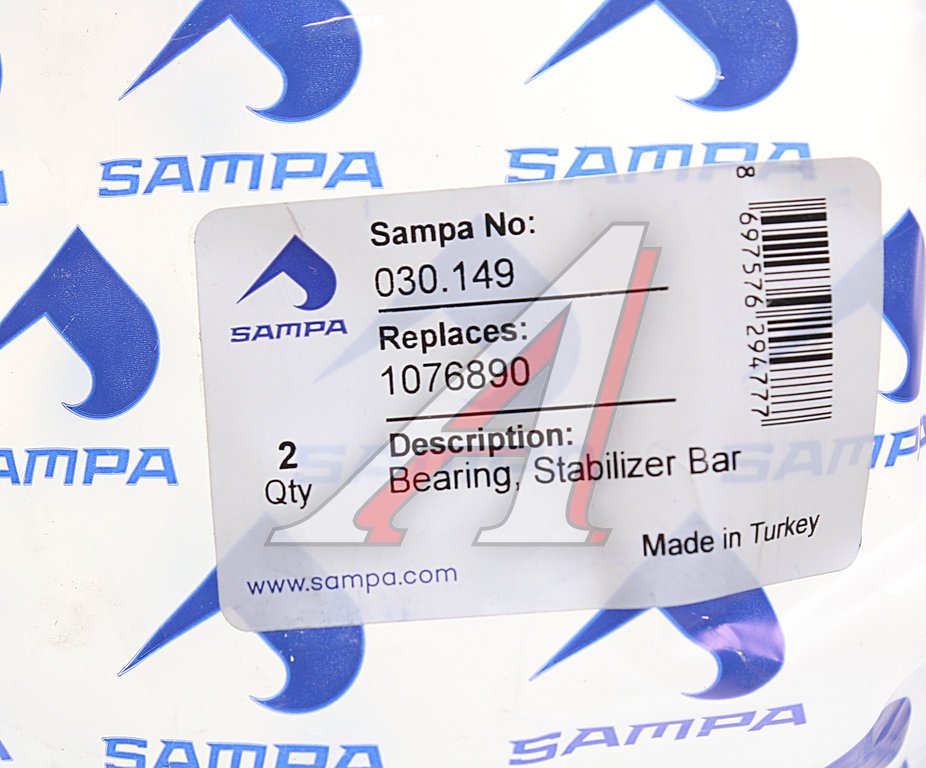 SAMPA
SAMPA
SAMPA
Sampa No:
030.149
Replaces:
1076890
Description:
Bearing, Stabilizer Bar
2
Qty
Made in Turkey
www.sampa.com
8 697576 294777
SAMPA
SAMPA
SAMPA
SAMPA